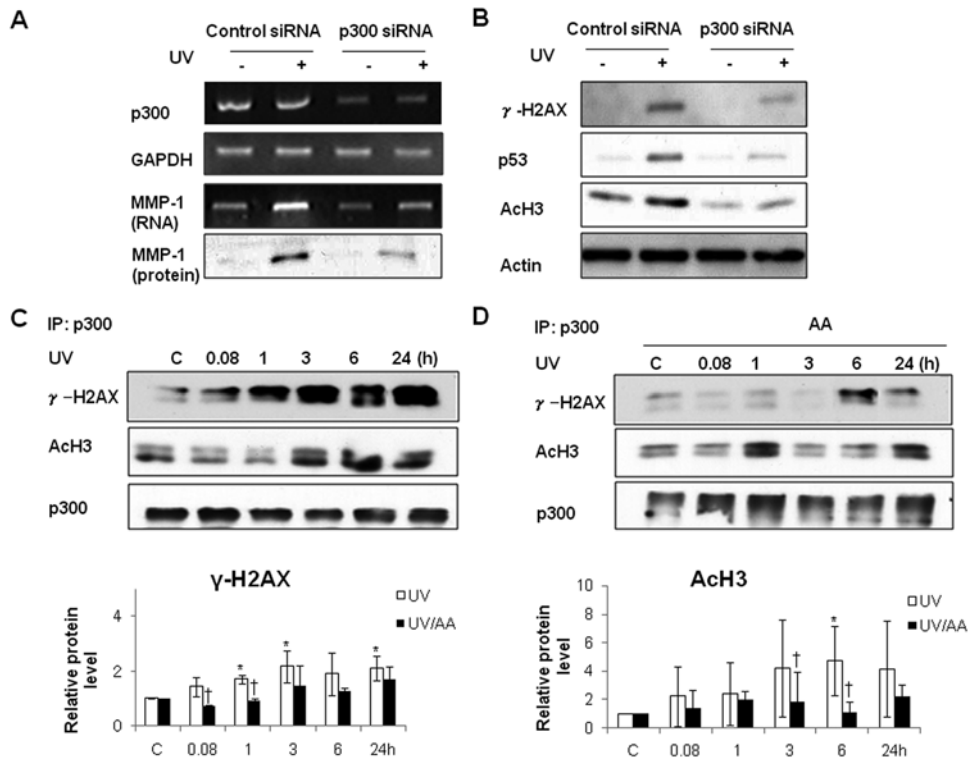 A
Control siRNA p300 siRNA
UV - + - +
p300
GAPDH
MMP-1
(RNA)
MMP-1
(protein)
B
Control siRNA p300 siRNA
UV - + - +
γ -H2AX
p53
AcH3
Actin
C
IP: p300
UV C 0.08 1 3 6 24 (h)
γ -H2AX
AcH3
p300
D
IP: p300 AA
UV C 0.08 1 3 6 24 (h)
γ -H2AX
AcH3
p300
γ-H2AX
Relative protein
level
4
2
0
UV
UV/AA
† * † * *
C 0.08 1 3 6 24h
AcH3
Relative protein
level
10
8
6
4
2
0
UV
UV/AA
† * †
C 0.08 1 3 6 24h